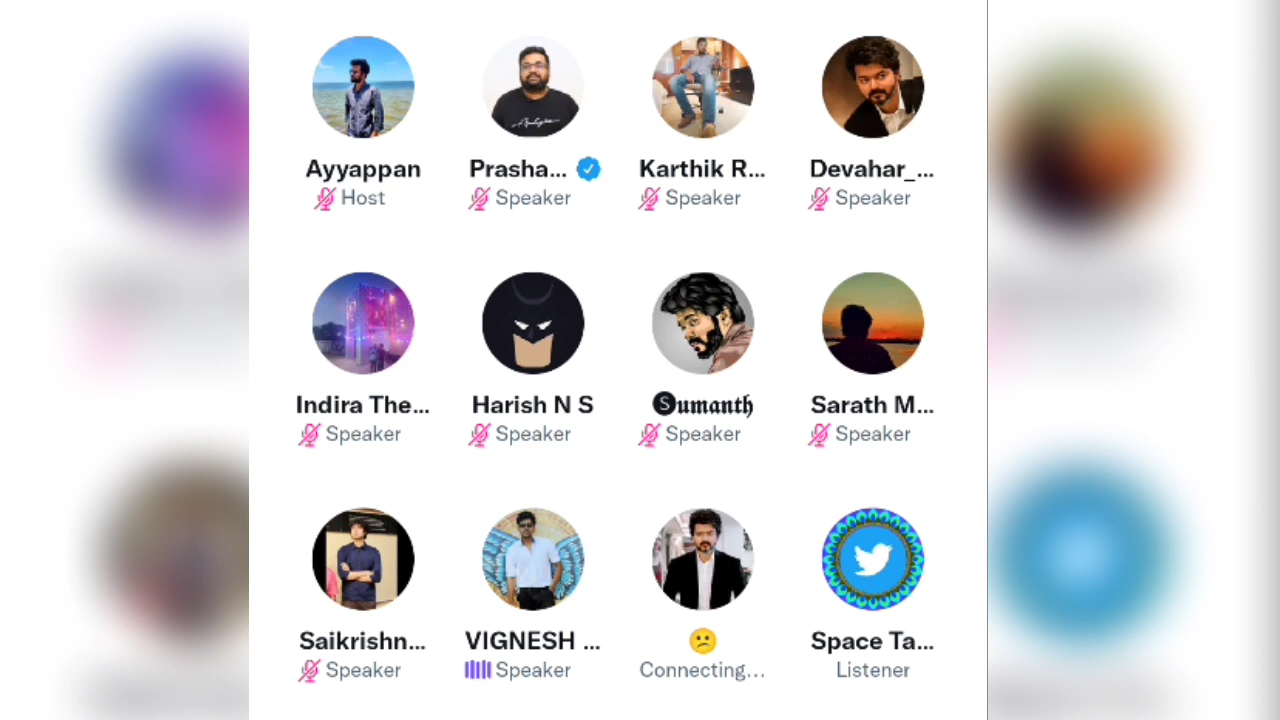 Ayyappan
Host
Prasha...
Speaker
Karthik R...
Speaker
Devahar_...
Speaker
Indira The...
Speaker
Harish N S
Speaker
🅢𝖚𝖒𝖆𝖓𝖙𝖍
Speaker
Sarath M...
Speaker
Saikrishn...
Speaker
VIGNESH ...
Speaker
😕
Connecting...
Space Ta...
Listener